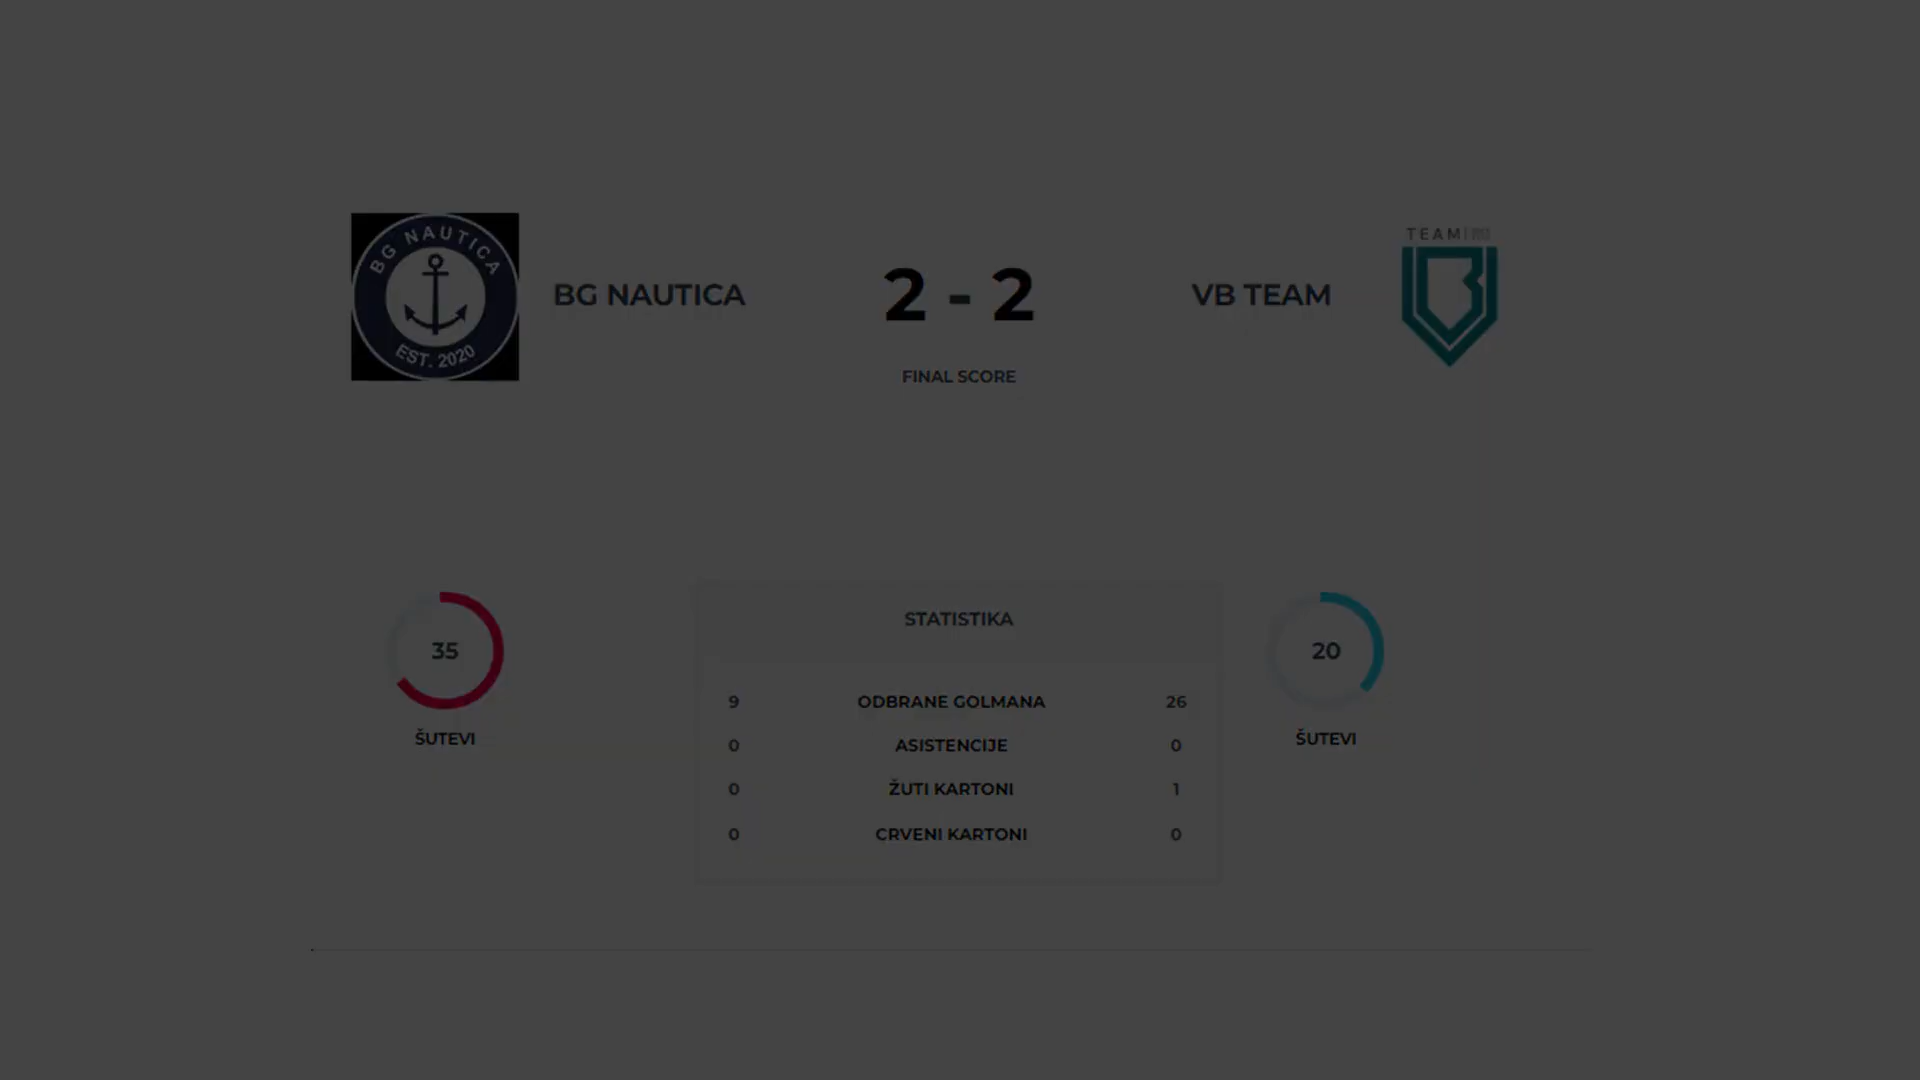 BG NAUTICA
EST. 2020
BG NAUTICA
2 - 2
FINAL SCORE
VB TEAM
TEAM
35
ŠUTEVI
STATISTIKA
9 ODBRANE GOLMANA 26
0 ASISTENCIJE 0
0 ŽUTI KARTONI 1
0 CRVENI KARTONI 0
20
ŠUTEVI